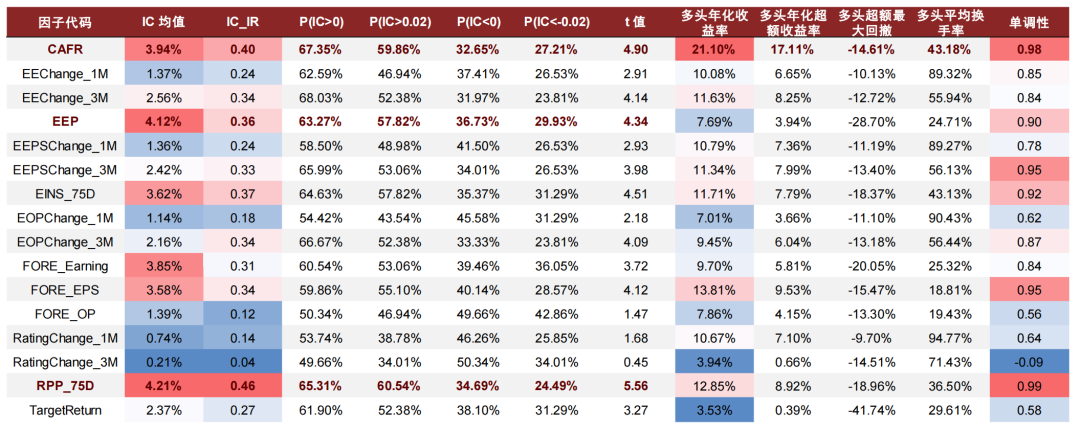 因子代码 IC 均值 IC_IR P(IC>0) P(IC>0.02) P(IC<0) P(IC<-0.02) t 值 多头年化收益率 多头年化超额收益率 多头超额最大回撤 多头平均换手率 单调性
CAFR 3.94% 0.40 67.35% 59.86% 32.65% 27.21% 4.90 21.10% 17.11% -14.61% 43.18% 0.98
EEChange_1M 1.37% 0.24 62.59% 46.94% 37.41% 26.53% 2.91 10.08% 6.65% -10.13% 89.32% 0.85
EEChange_3M 2.56% 0.34 68.03% 52.38% 31.97% 23.81% 4.14 11.63% 8.25% -12.72% 55.94% 0.84
EEP 4.12% 0.36 63.27% 57.82% 36.73% 29.93% 4.34 7.69% 3.94% -28.70% 24.71% 0.90
EEPSChange_1M 1.36% 0.24 58.50% 48.98% 41.50% 26.53% 2.93 10.79% 7.36% -11.19% 89.27% 0.78
EEPSChange_3M 2.42% 0.33 65.99% 53.06% 34.01% 26.53% 3.98 11.34% 7.99% -13.40% 56.13% 0.95
EINS_75D 3.62% 0.37 64.63% 57.82% 35.37% 31.29% 4.51 11.71% 7.79% -18.37% 43.13% 0.92
EOPChange_1M 1.14% 0.18 54.42% 43.54% 45.58% 31.29% 2.18 7.01% 3.66% -11.10% 90.43% 0.62
EOPChange_3M 2.16% 0.34 66.67% 52.38% 33.33% 23.81% 4.09 9.45% 6.04% -13.18% 56.44% 0.87
FORE_Earning 3.85% 0.31 60.54% 53.06% 39.46% 36.05% 3.72 9.70% 5.81% -20.05% 25.32% 0.84
FORE_EPS 3.58% 0.34 59.86% 55.10% 40.14% 28.57% 4.12 13.81% 9.53% -15.47% 18.81% 0.95
FORE_OP 1.39% 0.12 50.34% 46.94% 49.66% 42.86% 1.47 7.86% 4.15% -13.30% 19.43% 0.56
RatingChange_1M 0.74% 0.14 53.74% 38.78% 46.26% 25.85% 1.68 10.67% 7.10% -9.70% 94.77% 0.64
RatingChange_3M 0.21% 0.04 49.66% 34.01% 50.34% 34.01% 0.45 3.94% 0.66% -14.51% 71.43% -0.09
RPP_75D 4.21% 0.46 65.31% 60.54% 34.69% 24.49% 5.56 12.85% 8.92% -18.96% 36.50% 0.99
TargetReturn 2.37% 0.27 61.90% 52.38% 38.10% 31.29% 3.27 3.53% 0.39% -41.74% 29.61% 0.58